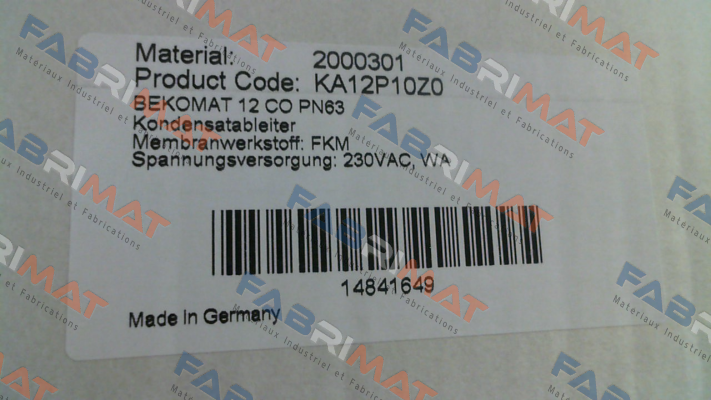 Material: 2000301
Product Code: KA12P10Z0
BEKOMAT 12 CO PN63
Kondensatableiter
Membranwerkstoff: FKM
Spannungsversorgung: 230VAC, WA
14841649
Made in Germany
FABRIMAT
Materiaux Industriel et Fabrications